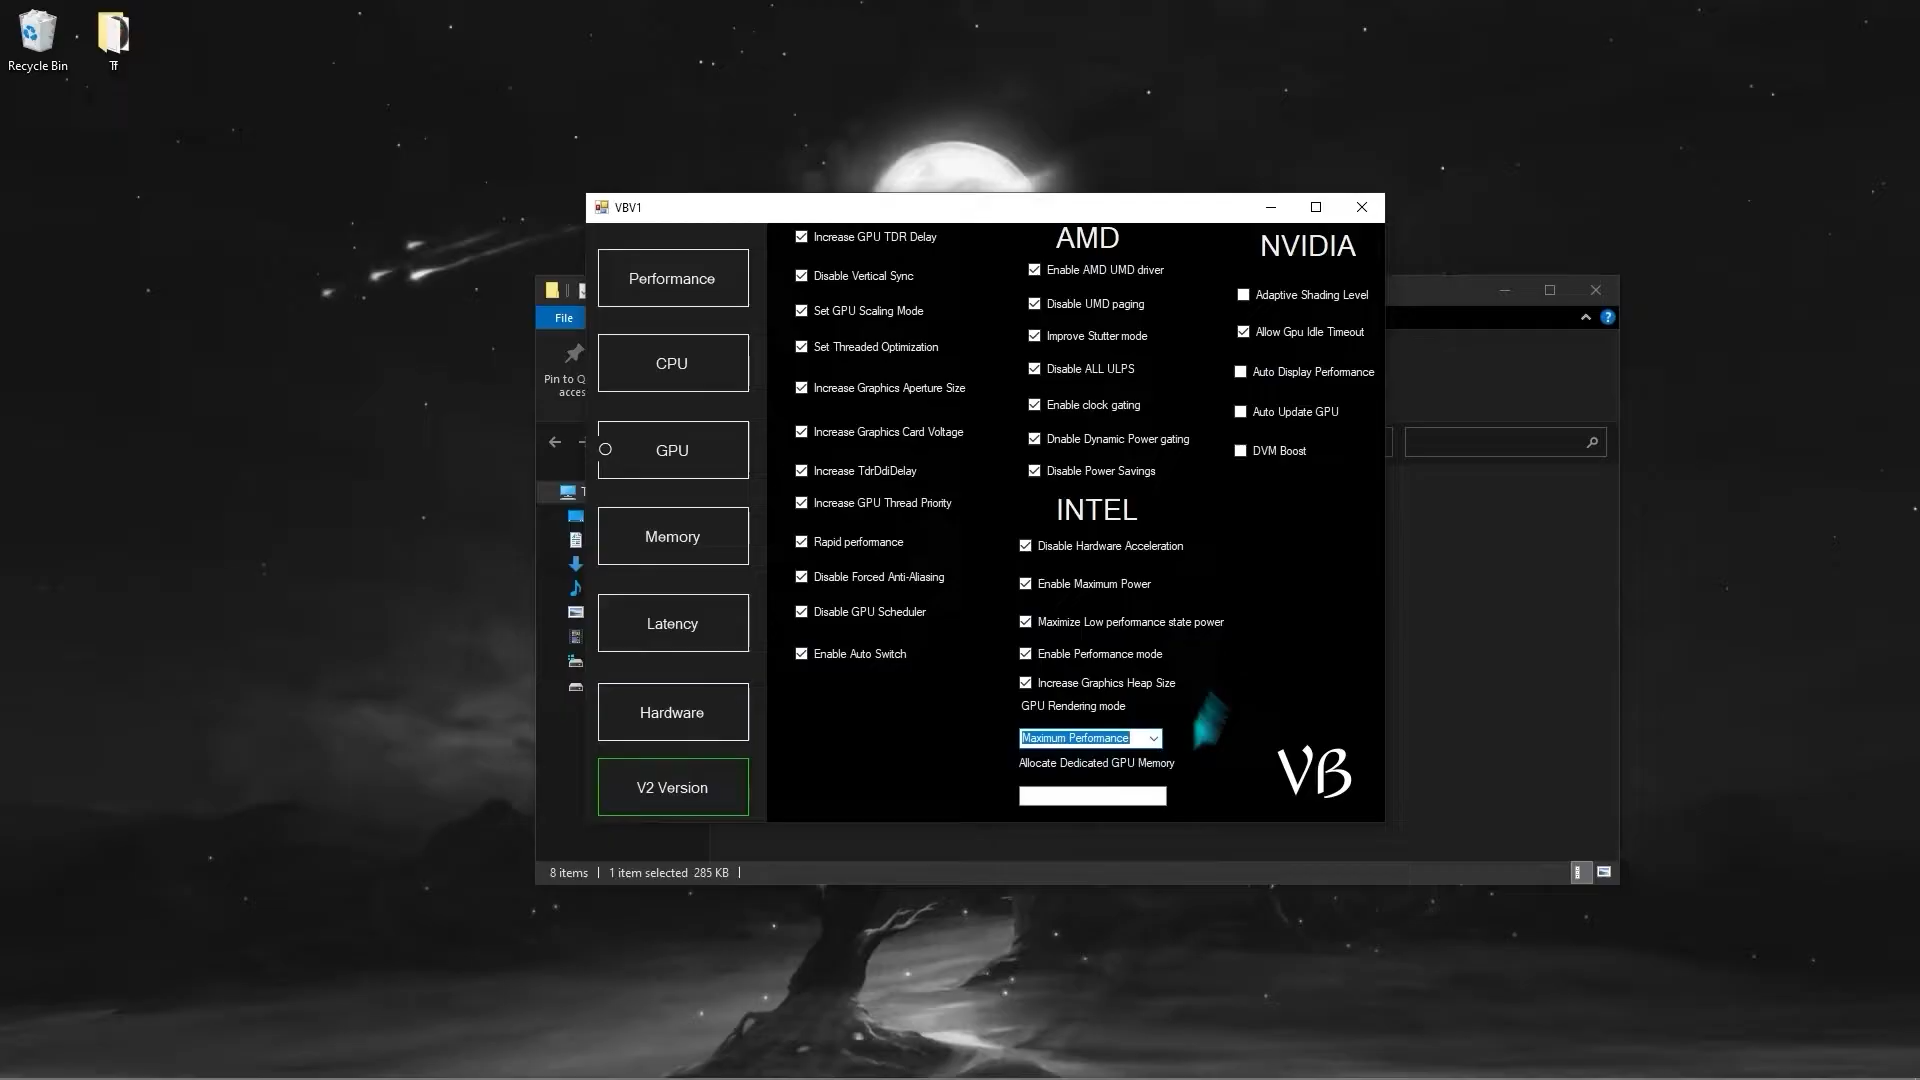 Recycle Bin
Tf
VBV1
Performance
CPU
GPU
Memory
Latency
Hardware
V2 Version
Increase GPU TDR Delay
Disable Vertical Sync
Set GPU Scaling Mode
Set Threaded Optimization
Increase Graphics Aperture Size
Increase Graphics Card Voltage
Increase TdrDdiDelay
Increase GPU Thread Priority
Rapid performance
Disable Forced Anti-Aliasing
Disable GPU Scheduler
Enable Auto Switch
AMD
Enable AMD UMD driver
Disable UMD paging
Improve Stutter mode
Disable ALL ULPS
Enable clock gating
Dnable Dynamic Power gating
Disable Power Savings
INTEL
Disable Hardware Acceleration
Enable Maximum Power
Maximize Low performance state power
Enable Performance mode
Increase Graphics Heap Size
GPU Rendering mode
Maximum Performance
Allocate Dedicated GPU Memory
NVIDIA
Adaptive Shading Level
Allow Gpu Idle Timeout
Auto Display Performance
Auto Update GPU
DVM Boost
VB
File
Pin to Q
acces
8 items
1 item selected 285 KB